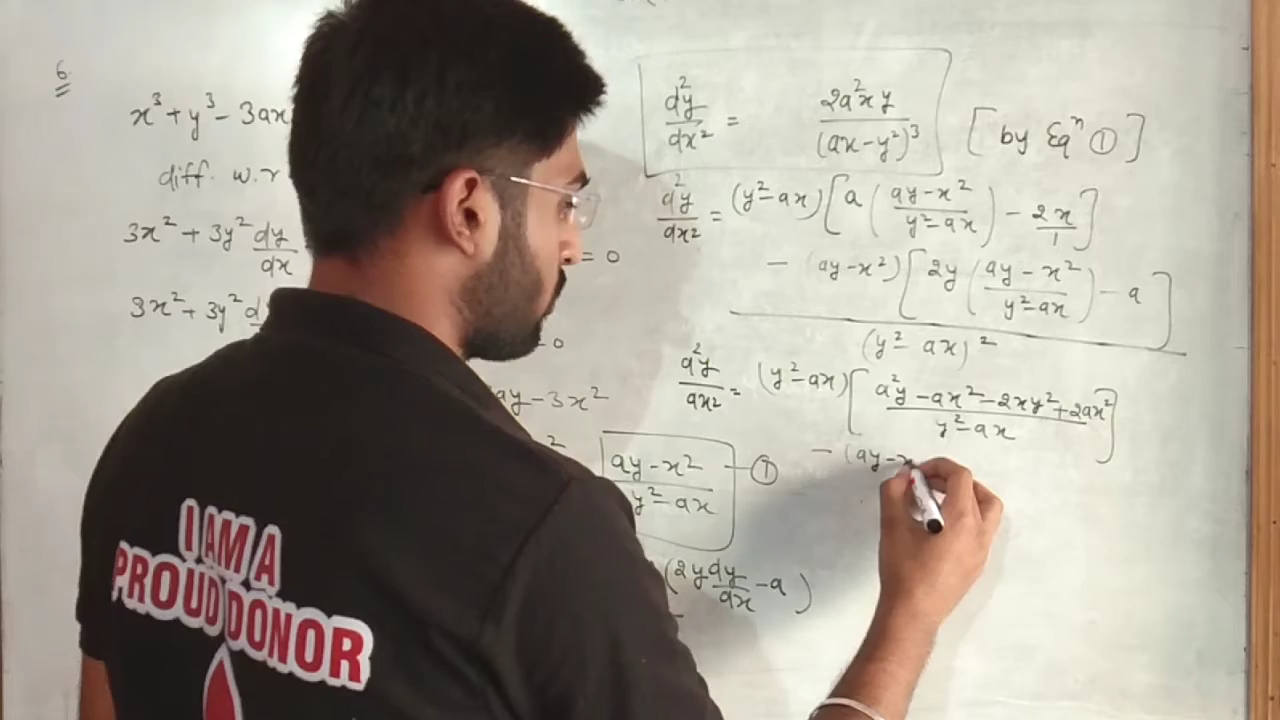 6.
x³ + y³ - 3ax
diff. w.r
3x² + 3y² dy/dx
= 0
3x² + 3y² d
= 0
ay - 3x²
2
ay - x² / y² - ax — ①
(2y dy/dx - a)
d²y/dx² = 2a²xy / (ax - y²)³ [ by Eqⁿ ① ]
d²y/dx² = (y² - ax) [ a ( ay - x² / y² - ax ) - 2x/1 ]
- (ay - x²) [ 2y ( ay - x² / y² - ax ) - a ]
(y² - ax)²
d²y/dx² = (y² - ax) [ a²y - ax² - 2xy² + 2ax² / y² - ax ]
- (ay - x
I AM A
PROUD DONOR